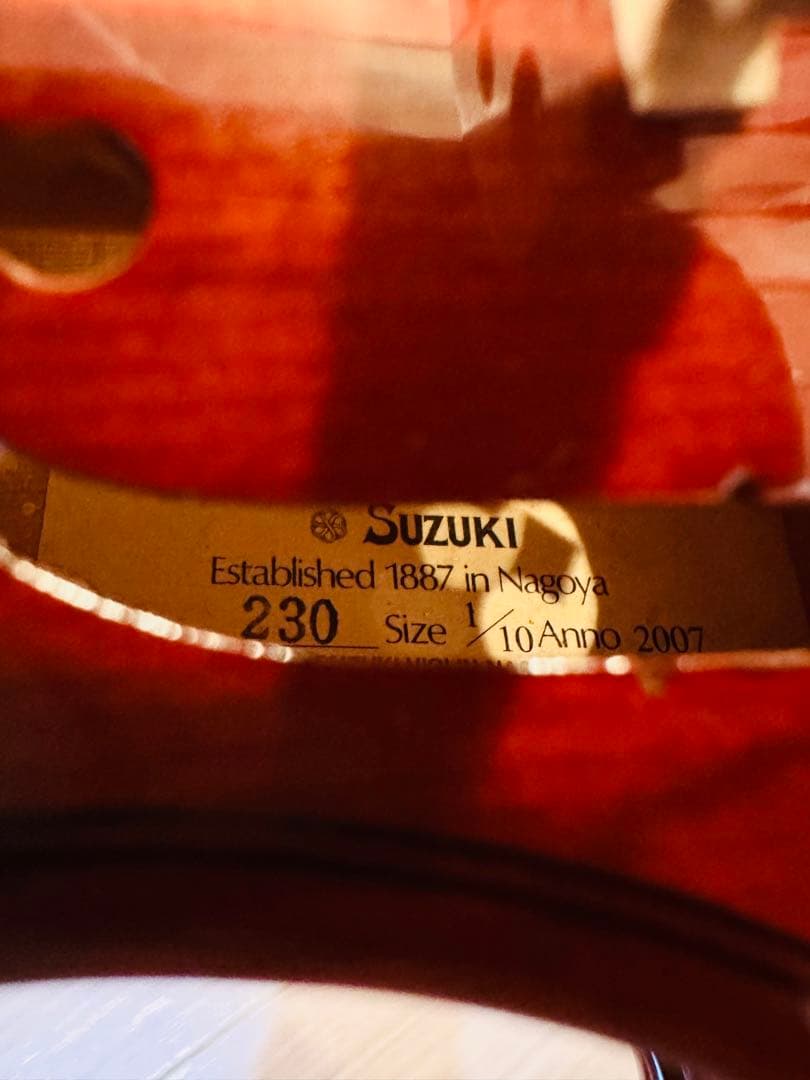 SUZUKI
Established 1887 in Nagoya
230 Size 1/10 Anno 2007